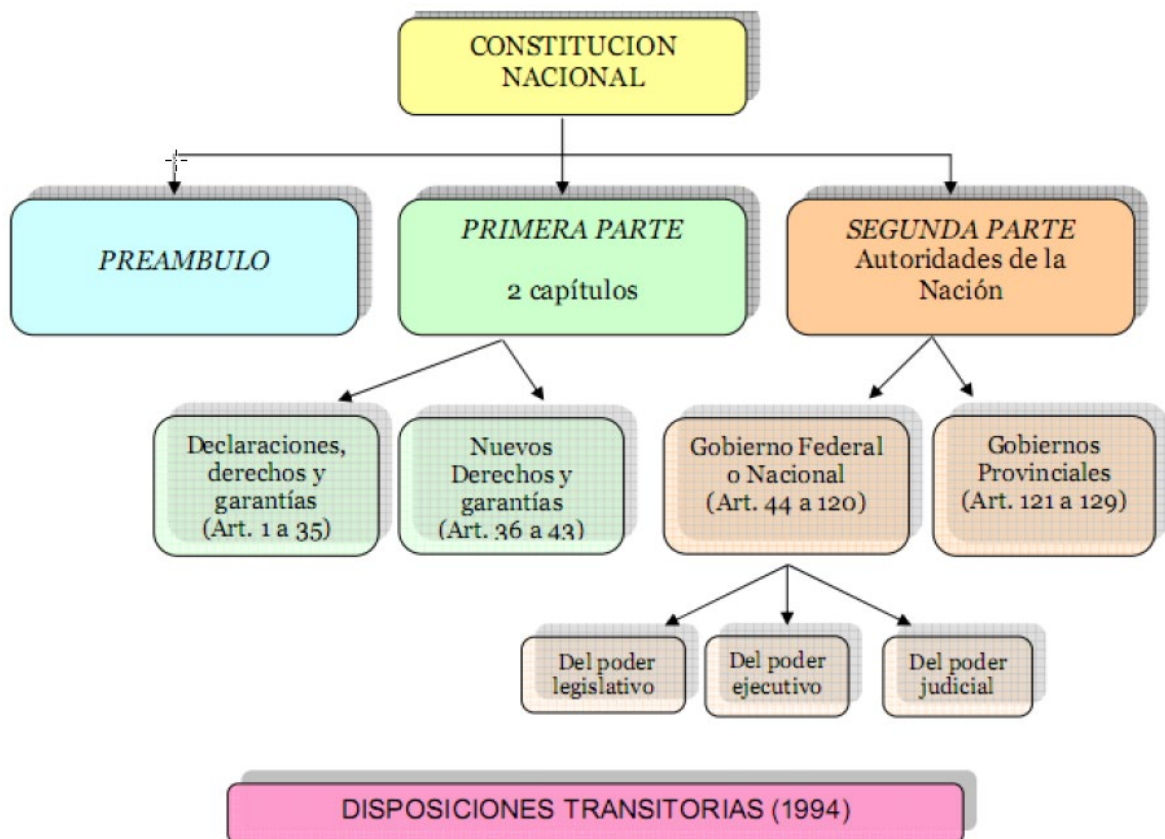 CONSTITUCION
NACIONAL
PREAMBULO
PRIMERA PARTE
2 capítulos
SEGUNDA PARTE
Autoridades de la
Nación
Declaraciones,
derechos y
garantías
(Art. 1 a 35)
Nuevos
Derechos y
garantías
(Art. 36 a 43)
Gobierno Federal
o Nacional
(Art. 44 a 120)
Gobiernos
Provinciales
(Art. 121 a 129)
Del poder
legislativo
Del poder
ejecutivo
Del poder
judicial
DISPOSICIONES TRANSITORIAS (1994)